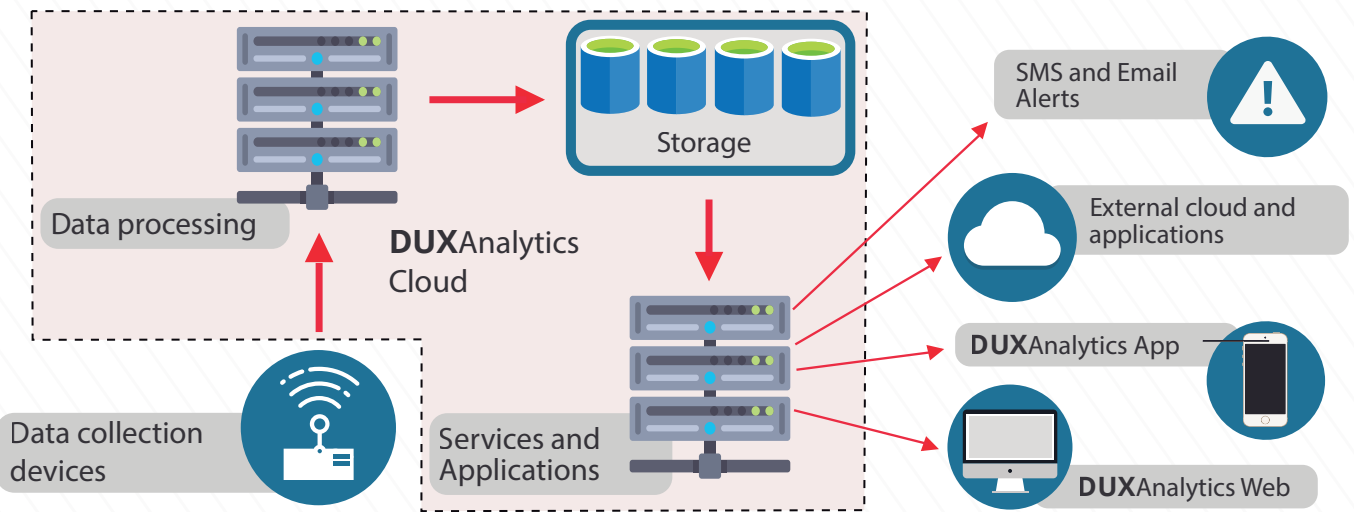 Data processing
Storage
DUXAnalytics
Cloud
Data collection
devices
Services and
Applications
SMS and Email
Alerts
External cloud and
applications
DUXAnalytics App
DUXAnalytics Web